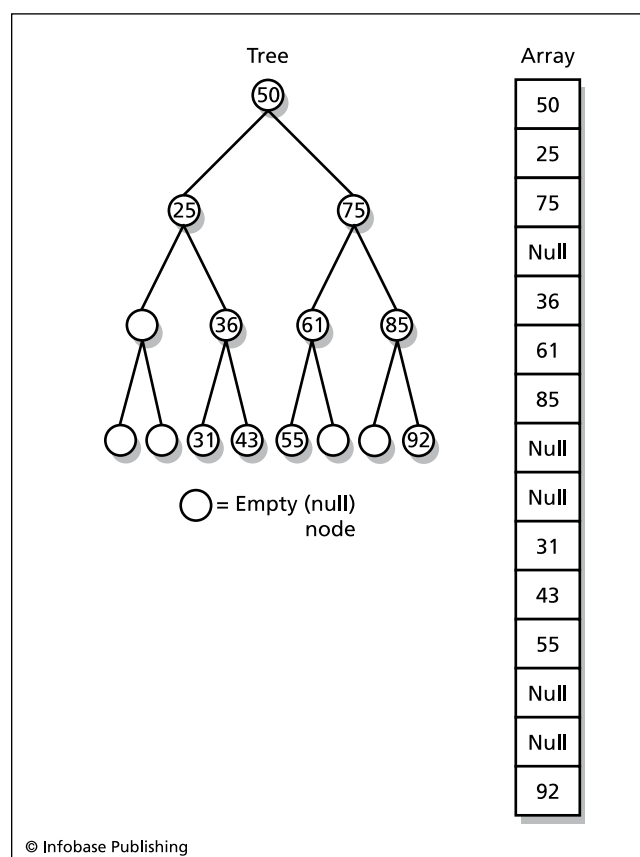 Tree
50
25 75
36 61 85
31 43 55 92
= Empty (null)
node
Array
50
25
75
Null
36
61
85
Null
Null
31
43
55
Null
Null
92
© Infobase Publishing